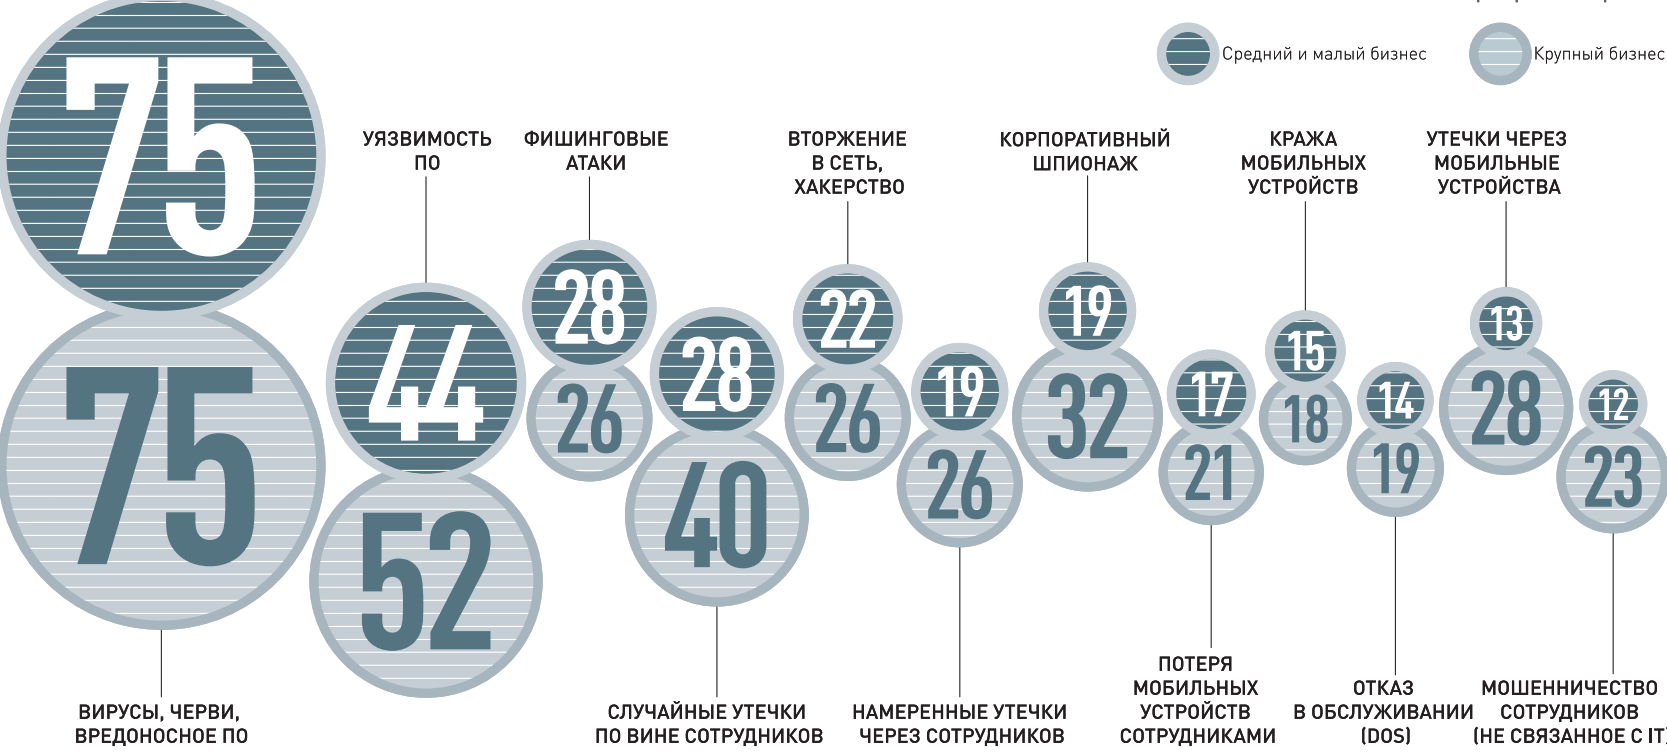 Средний и малый бизнес
Крупный бизнес
75
75
ВИРУСЫ, ЧЕРВИ,
ВРЕДОНОСНОЕ ПО
УЯЗВИМОСТЬ
ПО
44
52
ФИШИНГОВЫЕ
АТАКИ
28
26
28
40
СЛУЧАЙНЫЕ УТЕЧКИ
ПО ВИНЕ СОТРУДНИКОВ
ВТОРЖЕНИЕ
В СЕТЬ,
ХАКЕРСТВО
22
26
19
26
НАМЕРЕННЫЕ УТЕЧКИ
ЧЕРЕЗ СОТРУДНИКОВ
КОРПОРАТИВНЫЙ
ШПИОНАЖ
19
32
17
21
ПОТЕРЯ
МОБИЛЬНЫХ
УСТРОЙСТВ
СОТРУДНИКАМИ
КРАЖА
МОБИЛЬНЫХ
УСТРОЙСТВ
15
18
14
19
ОТКАЗ
В ОБСЛУЖИВАНИИ
(DOS)
УТЕЧКИ ЧЕРЕЗ
МОБИЛЬНЫЕ
УСТРОЙСТВА
13
28
12
23
МОШЕННИЧЕСТВО
СОТРУДНИКОВ
(НЕ СВЯЗАННОЕ С IT)